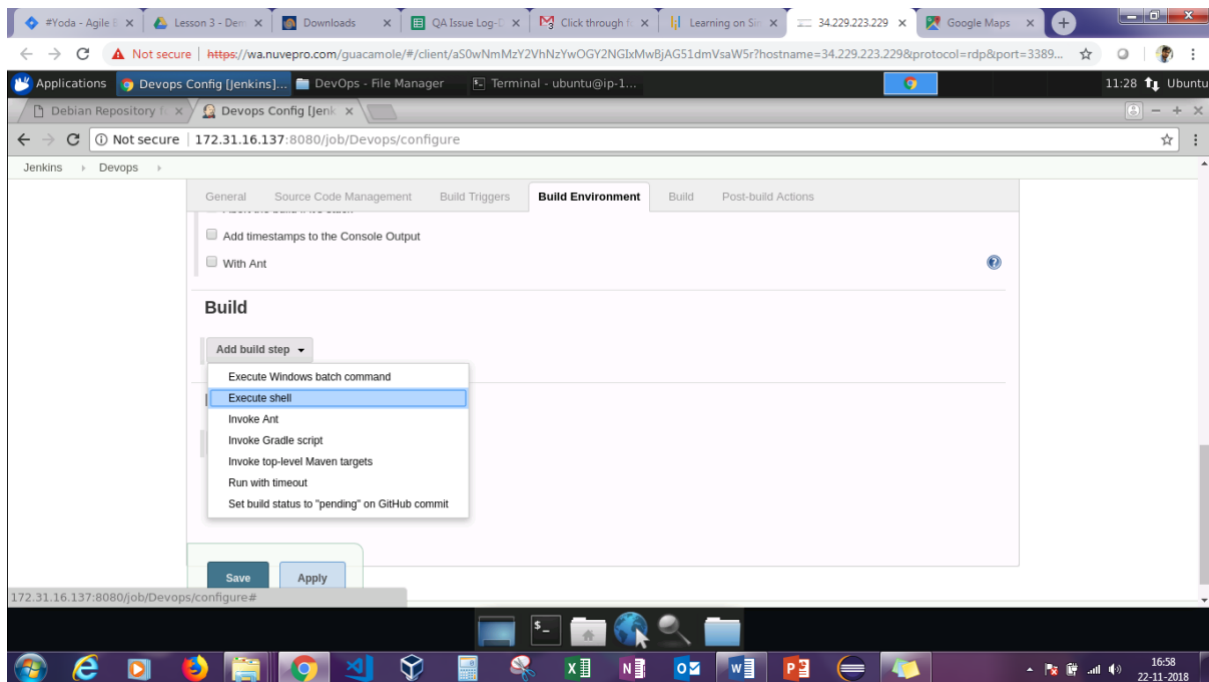 #Yoda - Agile Lesson 3 - Den Downloads QA Issue Log- Click through Learning on Sim 34.229.223.229 Google Maps
Not secure | https://wa.nuvepro.com/guacamole/#/client/aS0wNmMzY2VhNzYwOGY2NGIxMwBjAG51dmVsaW5r?hostname=34.229.223.229&protocol=rdp&port=3389...
Applications Devops Config [Jenkins]... DevOps - File Manager Terminal - ubuntu@ip-1... 11:28 Ubuntu
Debian Repository Devops Config [Jenk
Not secure | 172.31.16.137:8080/job/Devops/configure
Jenkins Devops
General Source Code Management Build Triggers Build Environment Build Post-build Actions
Add timestamps to the Console Output
With Ant
Build
Add build step
Execute Windows batch command
Execute shell
Invoke Ant
Invoke Gradle script
Invoke top-level Maven targets
Run with timeout
Set build status to "pending" on GitHub commit
Save Apply
172.31.16.137:8080/job/Devops/configure#
16:58
22-11-2018